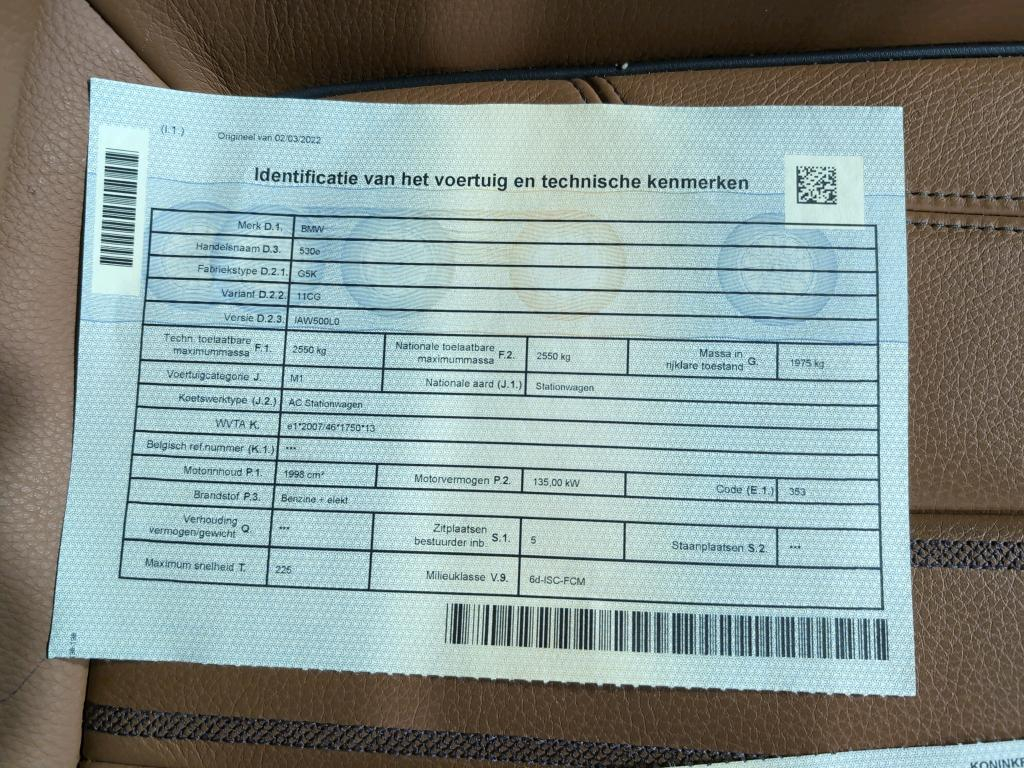 (I.1.)
Origineel van 02/03/2022
Identificatie van het voertuig en technische kenmerken
Merk D.1. BMW
Handelsnaam D.3. 530e
Fabriekstype D.2.1. G5K
Variant D.2.2. 11CG
Versie D.2.3. IAW500L0
Techn. toelaatbare maximummassa F.1. 2550 kg Nationale toelaatbare maximummassa F.2. 2550 kg Massa in rijklare toestand G. 1975 kg
Voertuigcategorie J. M1 Nationale aard (J.1.) Stationwagen
Koetswerktype (J.2.) AC Stationwagen
WVTA K. e1*2007/46*1750*13
Belgisch ref.nummer (K.1.) ***
Motorinhoud P.1. 1998 cm³ Motorvermogen P.2. 135,00 kW Code (E.1.) 353
Brandstof P.3. Benzine + elekt
Verhouding vermogen/gewicht Q. *** Zitplaatsen bestuurder inb. S.1. 5 Staanplaatsen S.2. ***
Maximum snelheid T. 225 Milieuklasse V.9. 6d-ISC-FCM
KONINKR